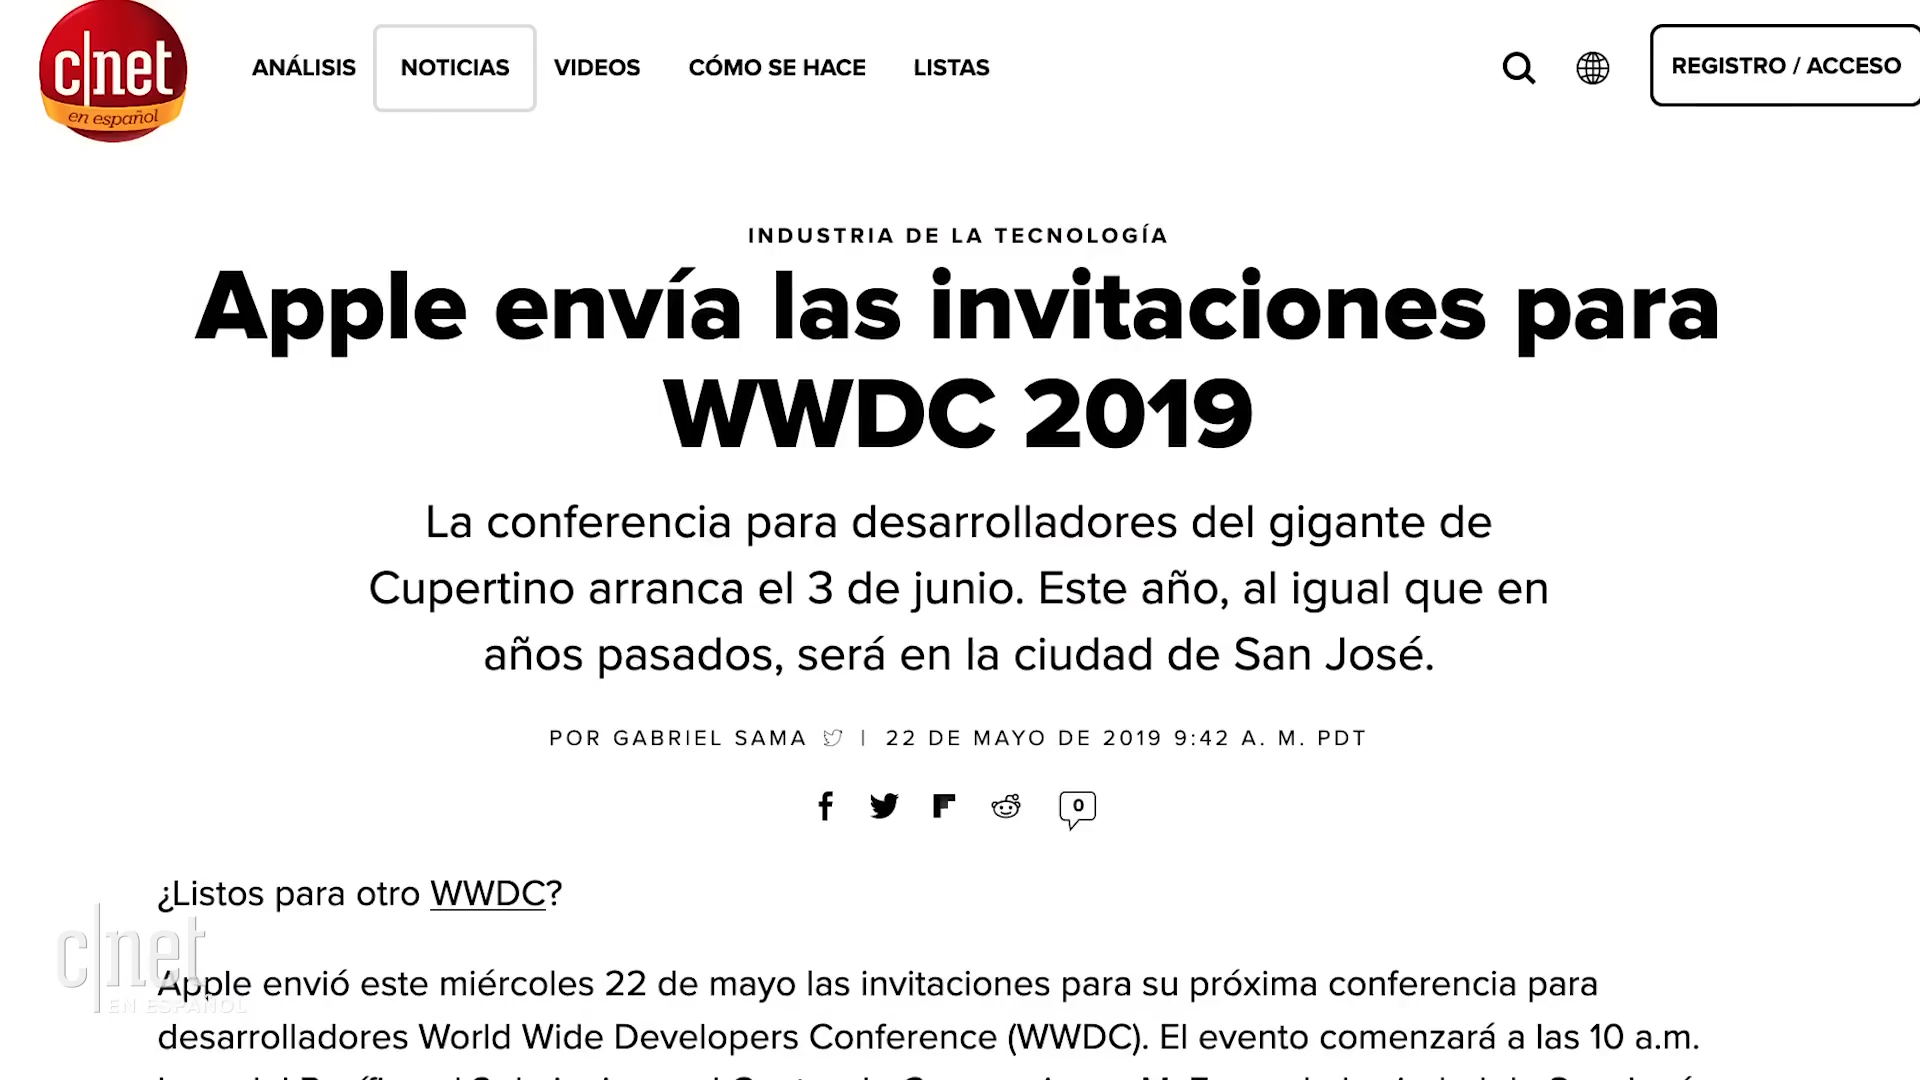 c|net
en español
ANÁLISIS NOTICIAS VIDEOS CÓMO SE HACE LISTAS
REGISTRO / ACCESO
INDUSTRIA DE LA TECNOLOGÍA
Apple envía las invitaciones para
WWDC 2019
La conferencia para desarrolladores del gigante de
Cupertino arranca el 3 de junio. Este año, al igual que en
años pasados, será en la ciudad de San José.
POR GABRIEL SAMA | 22 DE MAYO DE 2019 9:42 A. M. PDT
0
¿Listos para otro WWDC?
c|net
EN ESPAÑOL
Apple envió este miércoles 22 de mayo las invitaciones para su próxima conferencia para
desarrolladores World Wide Developers Conference (WWDC). El evento comenzará a las 10 a.m.